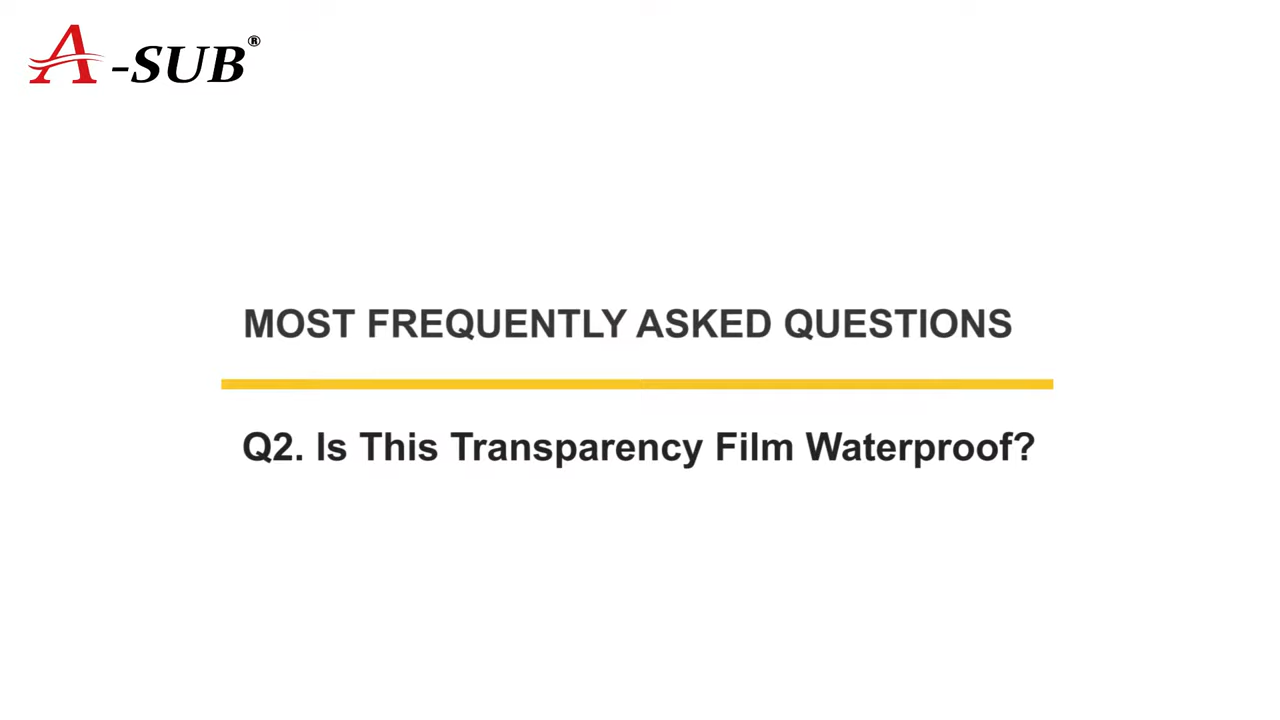 A-SUB®
MOST FREQUENTLY ASKED QUESTIONS
Q2. Is This Transparency Film Waterproof?